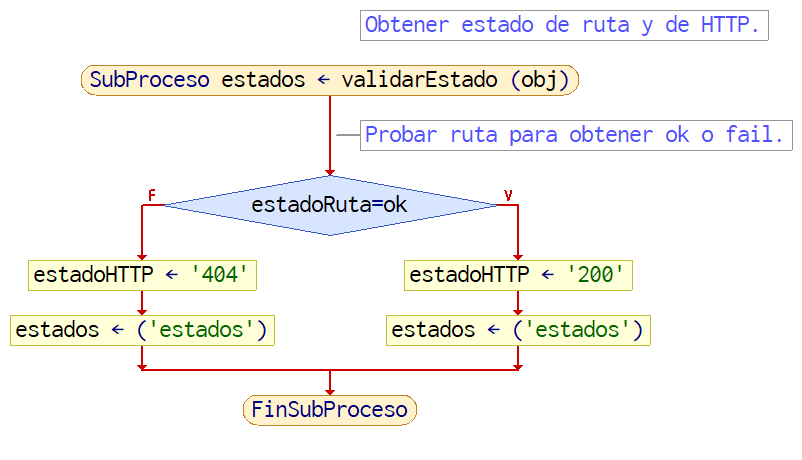 Obtener estado de ruta y de HTTP.
SubProceso estados ← validarEstado (obj)
Probar ruta para obtener ok o fail.
F
V
estadoRuta=ok
estadoHTTP ← '404'
estadoHTTP ← '200'
estados ← ('estados')
estados ← ('estados')
FinSubProceso